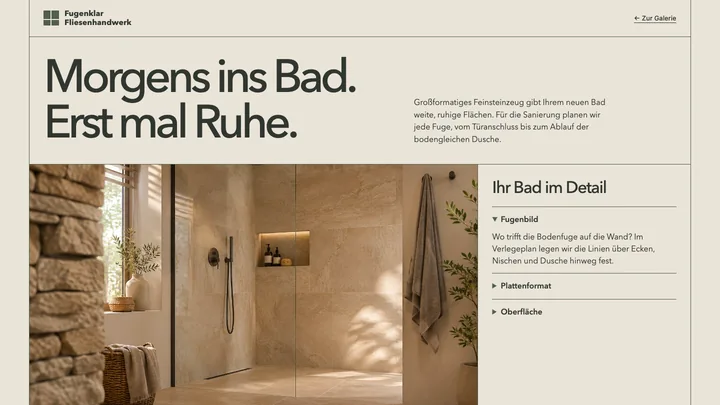 Fugenklar
Fliesenhandwerk
← Zur Galerie
Morgens ins Bad.
Erst mal Ruhe.
Großformatiges Feinsteinzeug gibt Ihrem neuen Bad
weite, ruhige Flächen. Für die Sanierung planen wir
jede Fuge, vom Türanschluss bis zum Ablauf der
bodengleichen Dusche.
Ihr Bad im Detail
▼ Fugenbild
Wo trifft die Bodenfuge auf die Wand? Im
Verlegeplan legen wir die Linien über Ecken,
Nischen und Dusche hinweg fest.
▶ Plattenformat
▶ Oberfläche